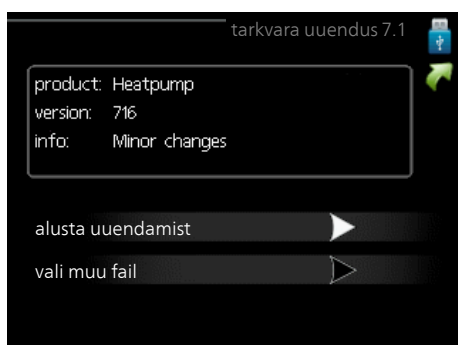 tarkvara uuendus 7.1
product: Heatpump
version: 716
info: Minor changes
alusta uuendamist
vali muu fail